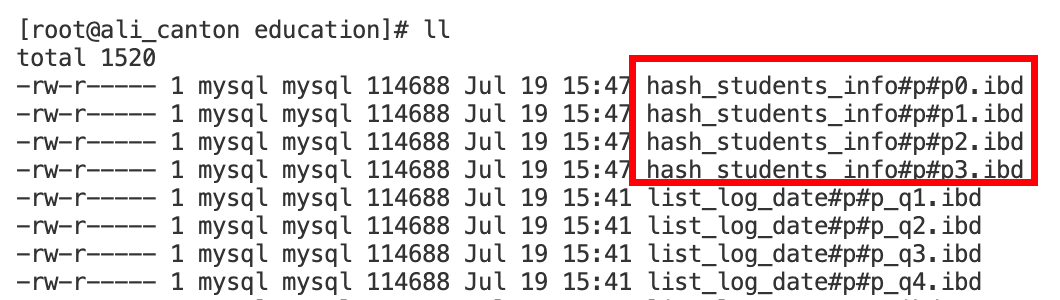 [root@ali_canton education]# ll
total 1520
-rw-r----- 1 mysql mysql 114688 Jul 19 15:47 hash_students_info#p#p0.ibd
-rw-r----- 1 mysql mysql 114688 Jul 19 15:47 hash_students_info#p#p1.ibd
-rw-r----- 1 mysql mysql 114688 Jul 19 15:47 hash_students_info#p#p2.ibd
-rw-r----- 1 mysql mysql 114688 Jul 19 15:47 hash_students_info#p#p3.ibd
-rw-r----- 1 mysql mysql 114688 Jul 19 15:41 list_log_date#p#p_q1.ibd
-rw-r----- 1 mysql mysql 114688 Jul 19 15:41 list_log_date#p#p_q2.ibd
-rw-r----- 1 mysql mysql 114688 Jul 19 15:41 list_log_date#p#p_q3.ibd
-rw-r----- 1 mysql mysql 114688 Jul 19 15:41 list_log_date#p#p_q4.ibd